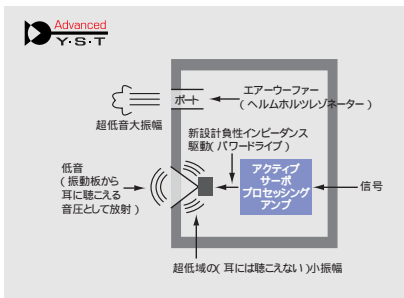 Advanced
Y·S·T
ポート
エアーウーファー
(ヘルムホルツレゾネーター)
超低音大振幅
新設計負性インピーダンス
駆動(パワードライブ)
低音
(振動板から
耳に聴こえる
音圧として放射)
アクティブ
サーボ
プロセッシング
アンプ
信号
超低域の(耳には聴こえない)小振幅